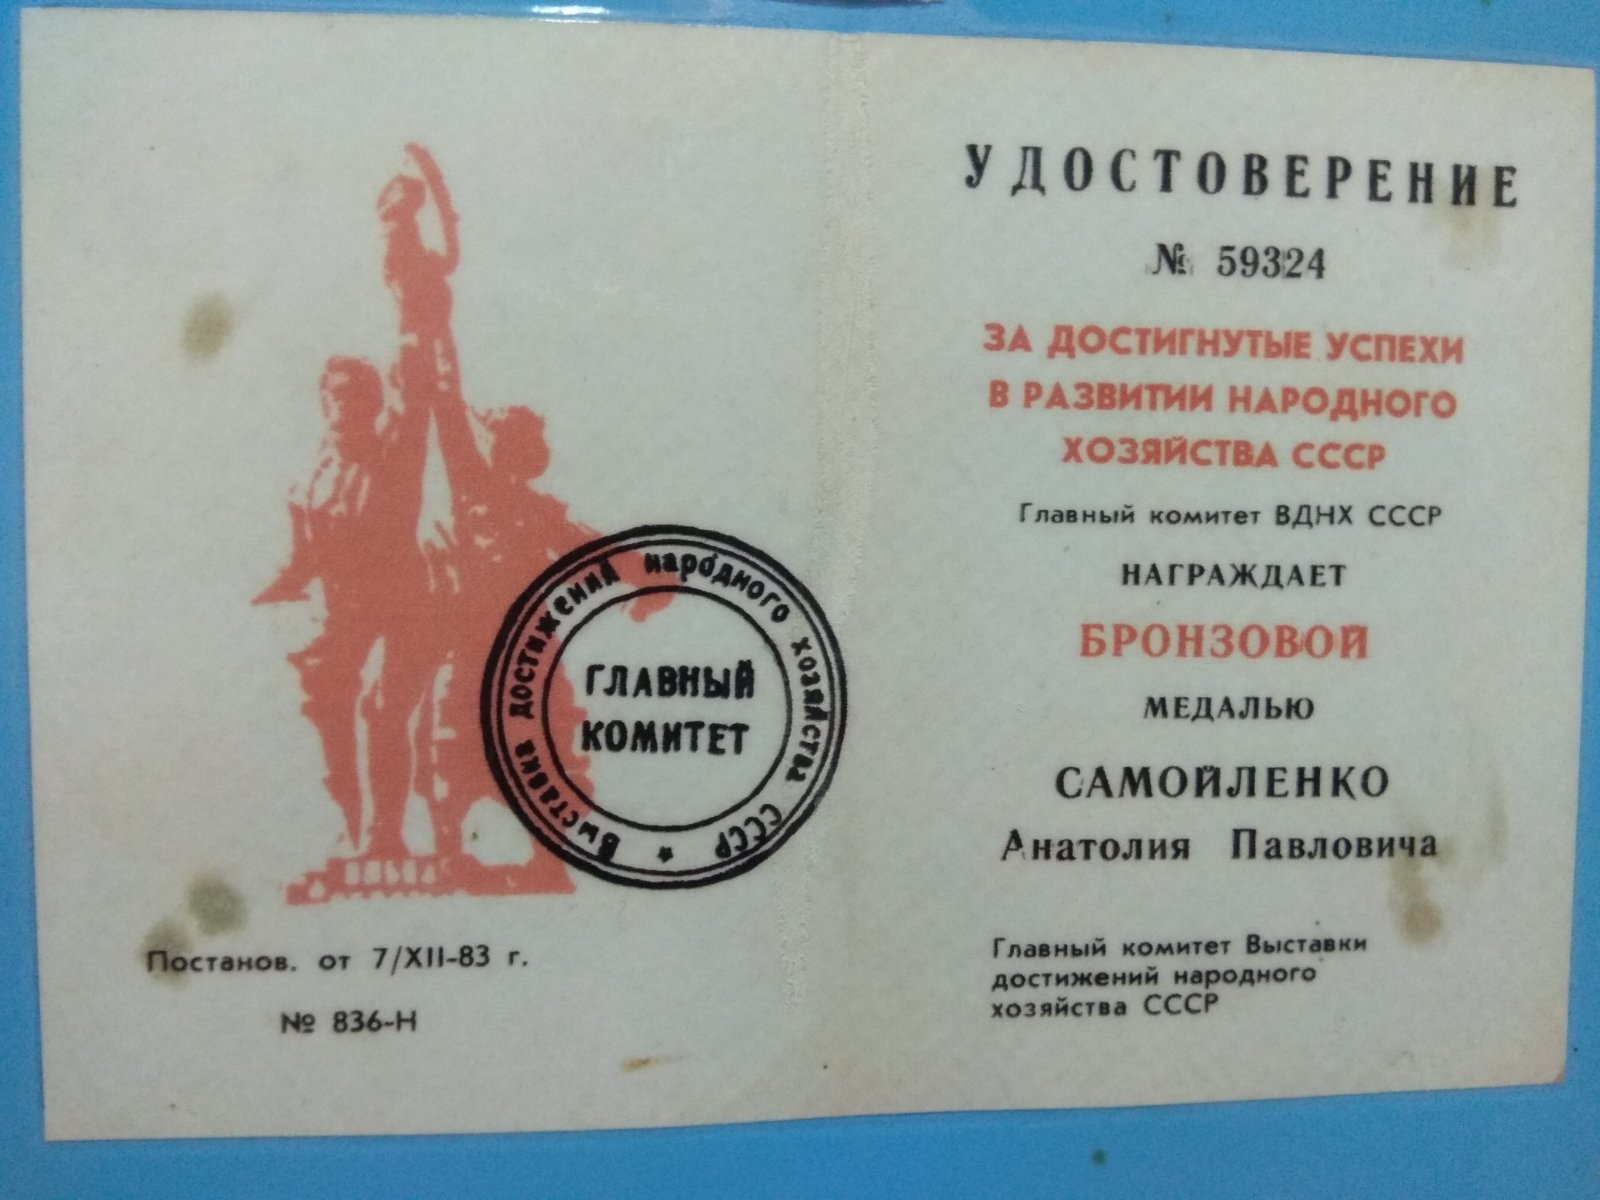 Выставка достижений народного хозяйства СССР
ГЛАВНЫЙ
КОМИТЕТ
Постанов. от 7/XII-83 г.
№ 836-Н
УДОСТОВЕРЕНИЕ
№ 59324
ЗА ДОСТИГНУТЫЕ УСПЕХИ
В РАЗВИТИИ НАРОДНОГО
ХОЗЯЙСТВА СССР
Главный комитет ВДНХ СССР
НАГРАЖДАЕТ
БРОНЗОВОЙ
МЕДАЛЬЮ
САМОЙЛЕНКО
Анатолия Павловича
Главный комитет Выставки
достижений народного
хозяйства СССР